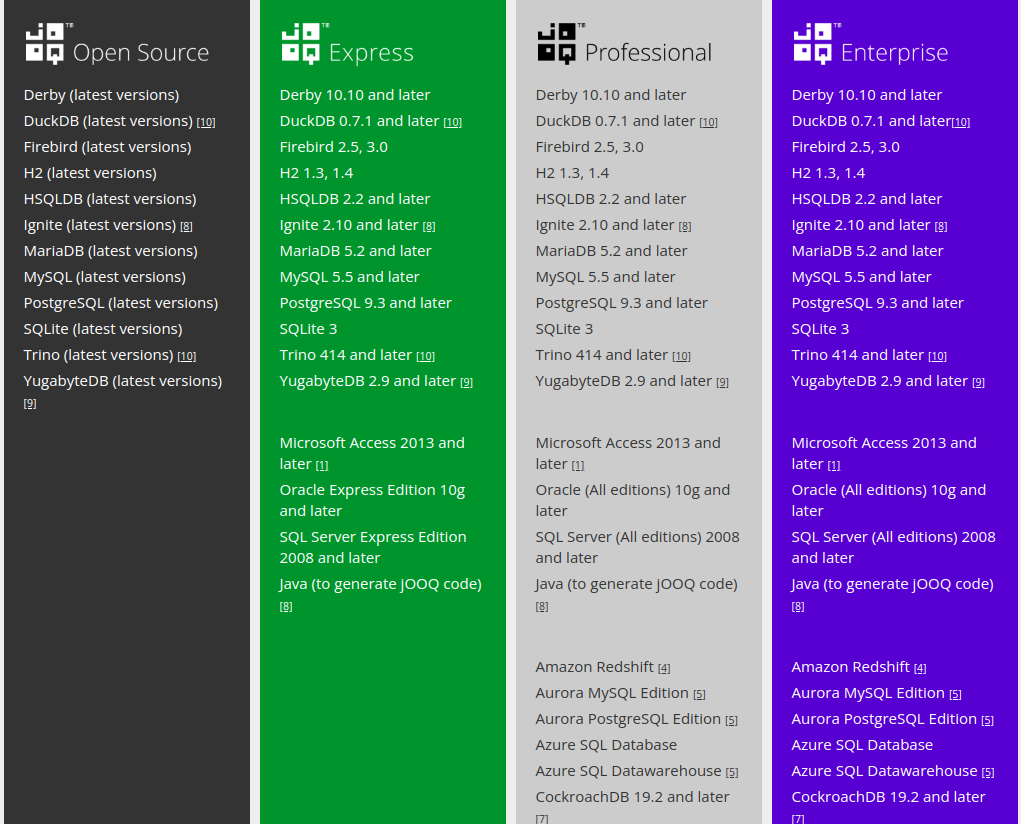 jOOQ™ Open Source
Derby (latest versions)
DuckDB (latest versions) [10]
Firebird (latest versions)
H2 (latest versions)
HSQLDB (latest versions)
Ignite (latest versions) [8]
MariaDB (latest versions)
MySQL (latest versions)
PostgreSQL (latest versions)
SQLite (latest versions)
Trino (latest versions) [10]
YugabyteDB (latest versions)
[9]
jOOQ™ Express
Derby 10.10 and later
DuckDB 0.7.1 and later [10]
Firebird 2.5, 3.0
H2 1.3, 1.4
HSQLDB 2.2 and later
Ignite 2.10 and later [8]
MariaDB 5.2 and later
MySQL 5.5 and later
PostgreSQL 9.3 and later
SQLite 3
Trino 414 and later [10]
YugabyteDB 2.9 and later [9]
Microsoft Access 2013 and
later [1]
Oracle Express Edition 10g
and later
SQL Server Express Edition
2008 and later
Java (to generate jOOQ code)
[8]
jOOQ™ Professional
Derby 10.10 and later
DuckDB 0.7.1 and later [10]
Firebird 2.5, 3.0
H2 1.3, 1.4
HSQLDB 2.2 and later
Ignite 2.10 and later [8]
MariaDB 5.2 and later
MySQL 5.5 and later
PostgreSQL 9.3 and later
SQLite 3
Trino 414 and later [10]
YugabyteDB 2.9 and later [9]
Microsoft Access 2013 and
later [1]
Oracle (All editions) 10g and
later
SQL Server (All editions) 2008
and later
Java (to generate jOOQ code)
[8]
Amazon Redshift [4]
Aurora MySQL Edition [5]
Aurora PostgreSQL Edition [5]
Azure SQL Database
Azure SQL Datawarehouse [5]
CockroachDB 19.2 and later
[7]
jOOQ™ Enterprise
Derby 10.10 and later
DuckDB 0.7.1 and later[10]
Firebird 2.5, 3.0
H2 1.3, 1.4
HSQLDB 2.2 and later
Ignite 2.10 and later [8]
MariaDB 5.2 and later
MySQL 5.5 and later
PostgreSQL 9.3 and later
SQLite 3
Trino 414 and later [10]
YugabyteDB 2.9 and later [9]
Microsoft Access 2013 and
later [1]
Oracle (All editions) 10g and
later
SQL Server (All editions) 2008
and later
Java (to generate jOOQ code)
[8]
Amazon Redshift [4]
Aurora MySQL Edition [5]
Aurora PostgreSQL Edition [5]
Azure SQL Database
Azure SQL Datawarehouse [5]
CockroachDB 19.2 and later
[7]